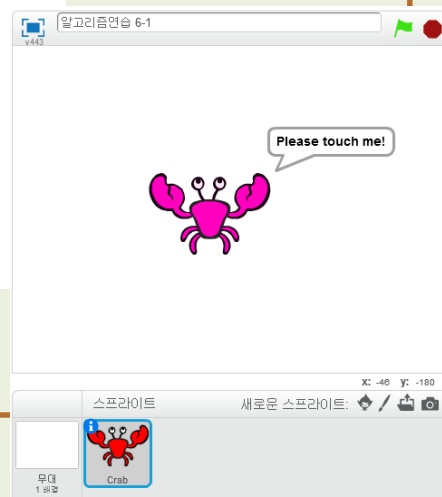 알고리즘연습 6-1
v443
Please touch me!
x: -46 y: -180
스프라이트
새로운 스프라이트:
무대
1 배경
Crab